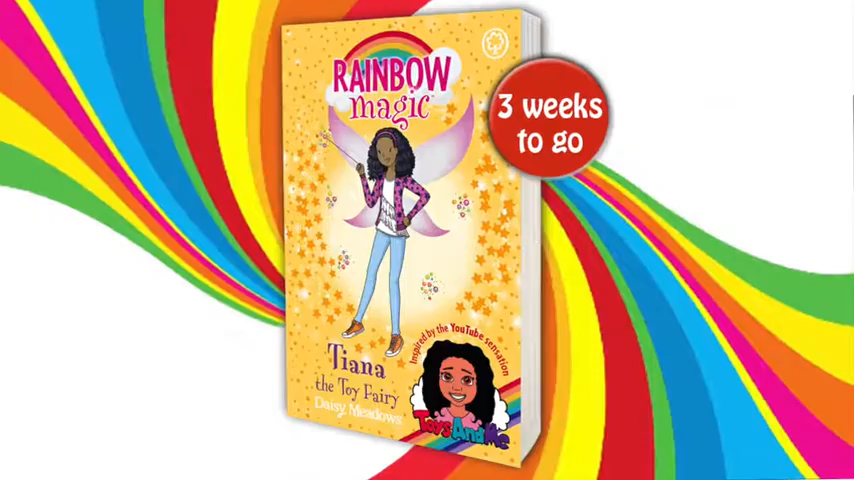 RAINBOW
magic
3 weeks
to go
Inspired by the YouTube sensation
Tiana
the Toy Fairy
Daisy Meadows
ToysAndMe